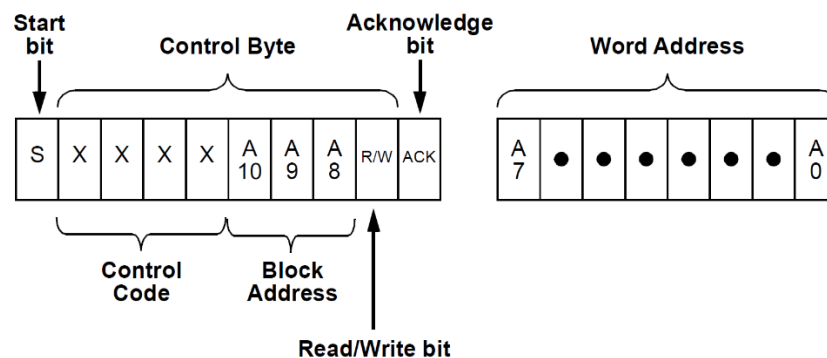 Start
bit
Control Byte
Acknowledge
bit
Word Address
S X X X X A
10 A
9 A
8 R/W ACK
A
7 A
0
Control
Code
Block
Address
Read/Write bit